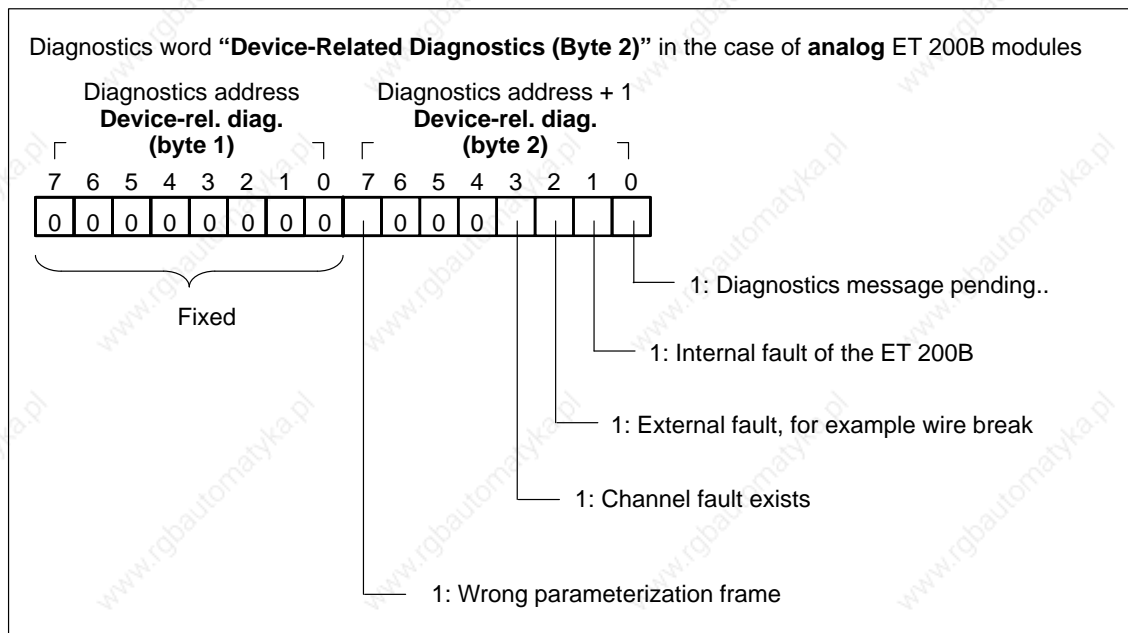 Diagnostics word “Device-Related Diagnostics (Byte 2)” in the case of analog ET 200B modules
Diagnostics address Diagnostics address + 1
Device-rel. diag. Device-rel. diag.
(byte 1) (byte 2)
7 6 5 4 3 2 1 0 7 6 5 4 3 2 1 0
0 0 0 0 0 0 0 0 0 0 0
1: Diagnostics message pending..
Fixed
1: Internal fault of the ET 200B
1: External fault, for example wire break
1: Channel fault exists
1: Wrong parameterization frame
www.rgbautomatyka.pl